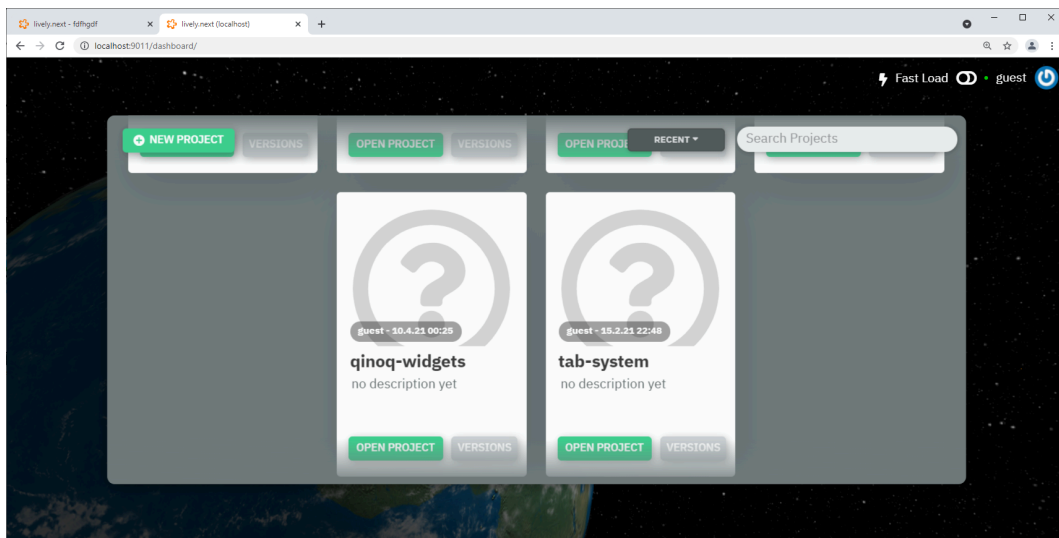 lively.next - fdfhgdf
lively.next (localhost)
localhost:9011/dashboard/
Fast Load
guest
NEW PROJECT
VERSIONS
OPEN PROJECT
VERSIONS
OPEN PROJE
RECENT
Search Projects
guest - 10.4.21 00:25
qinoq-widgets
no description yet
OPEN PROJECT
VERSIONS
guest - 15.2.21 22:48
tab-system
no description yet
OPEN PROJECT
VERSIONS